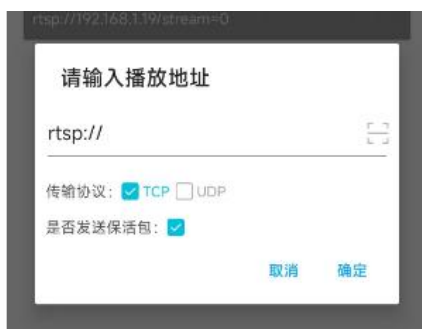 rtsp://192.168.1.19/stream=0
请输入播放地址
rtsp://
传输协议: TCP UDP
是否发送保活包:
取消 确定